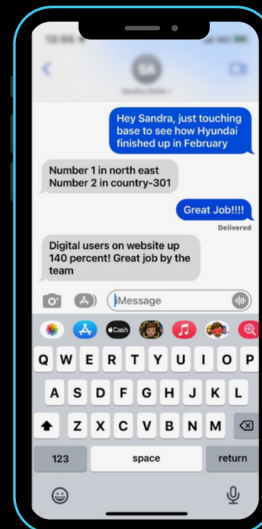 Hey Sandra, just touching
base to see how Hyundai
finished up in February
Number 1 in north east
Number 2 in country-301
Great Job!!!!
Delivered
Digital users on website up
140 percent! Great job by the
team
iMessage
Cash
Q W E R T Y U I O P
A S D F G H J K L
Z X C V B N M
123 space return